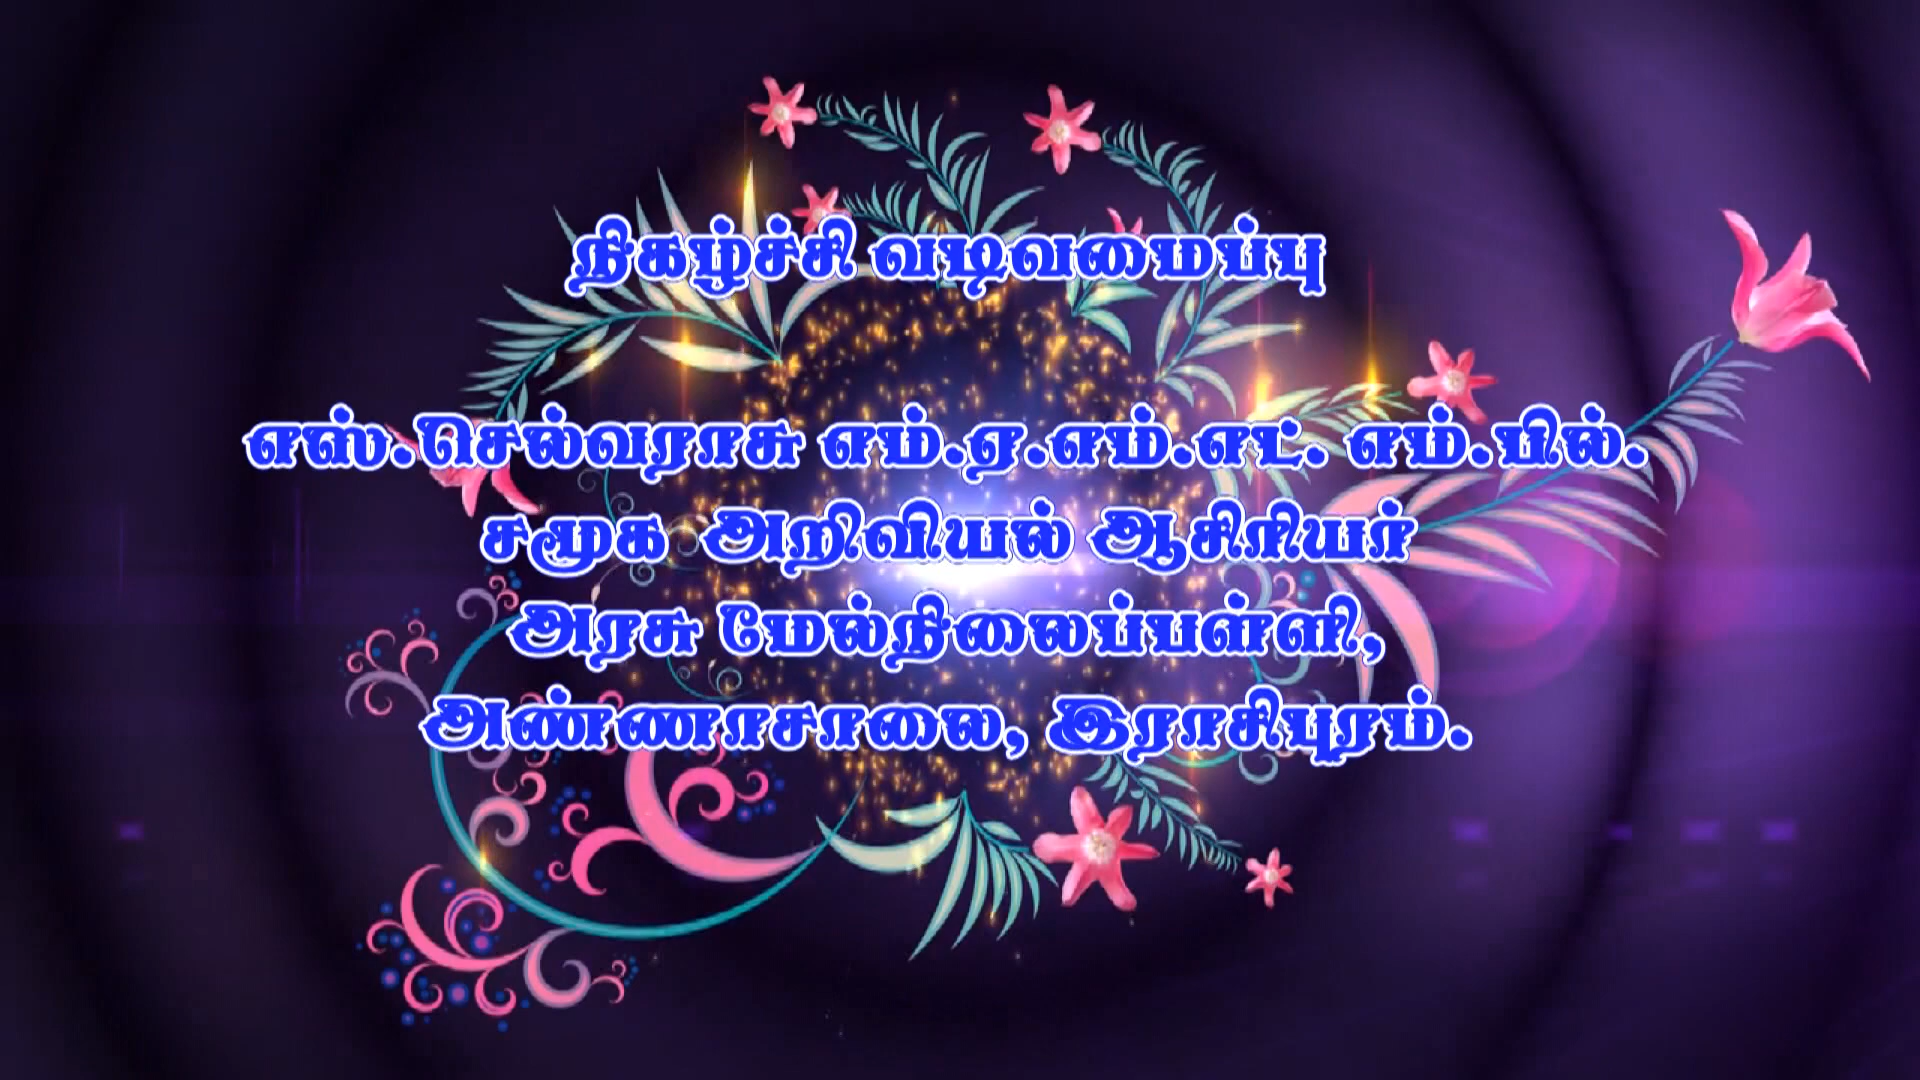 நிகழ்ச்சி வடிவமைப்பு
எஸ்.செல்வராசு எம்.ஏ.எம்.எட். எம்.பில்.
சமூக அறிவியல் ஆசிரியர்
அரசு மேல்நிலைப்பள்ளி,
அண்ணாசாலை, இராசிபுரம்.